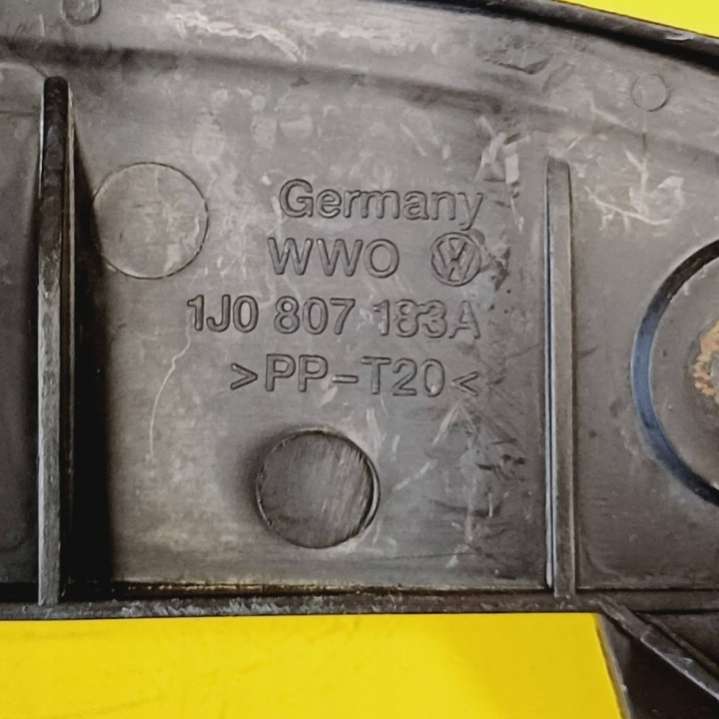 Germany
WWO
1J0 807 183A
>PP-T20<